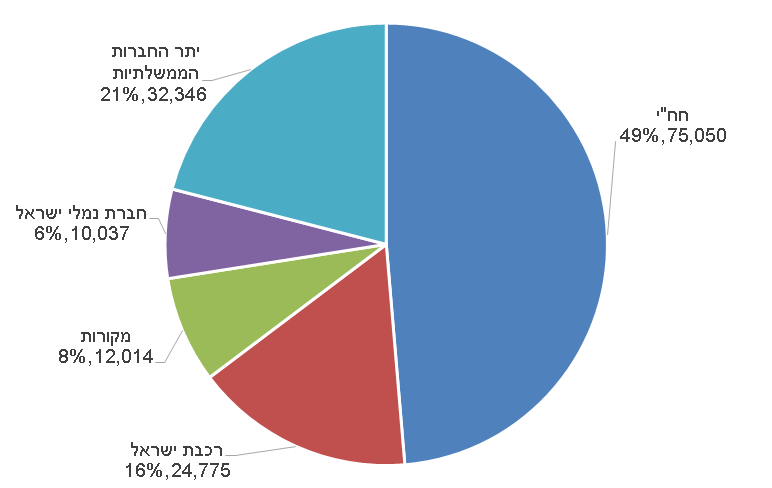 יתר החברות
הממשלתיות
21%,32,346
חח"י
49%,75,050
חברת נמלי ישראל
6%,10,037
מקורות
8%,12,014
רכבת ישראל
16%,24,775